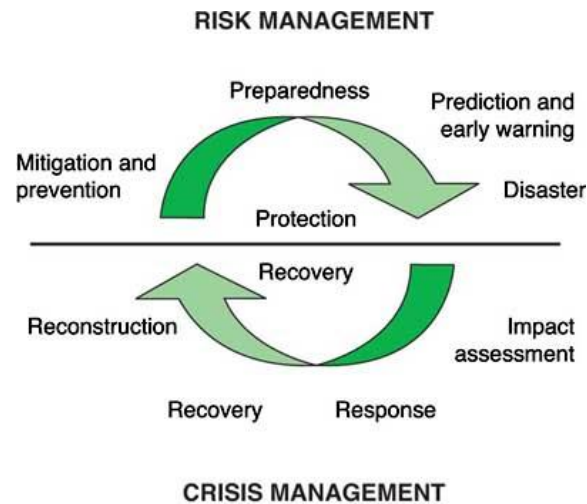 RISK MANAGEMENT
Preparedness
Prediction and
early warning
Mitigation and
prevention
Disaster
Protection
Recovery
Reconstruction
Impact
assessment
Recovery
Response
CRISIS MANAGEMENT